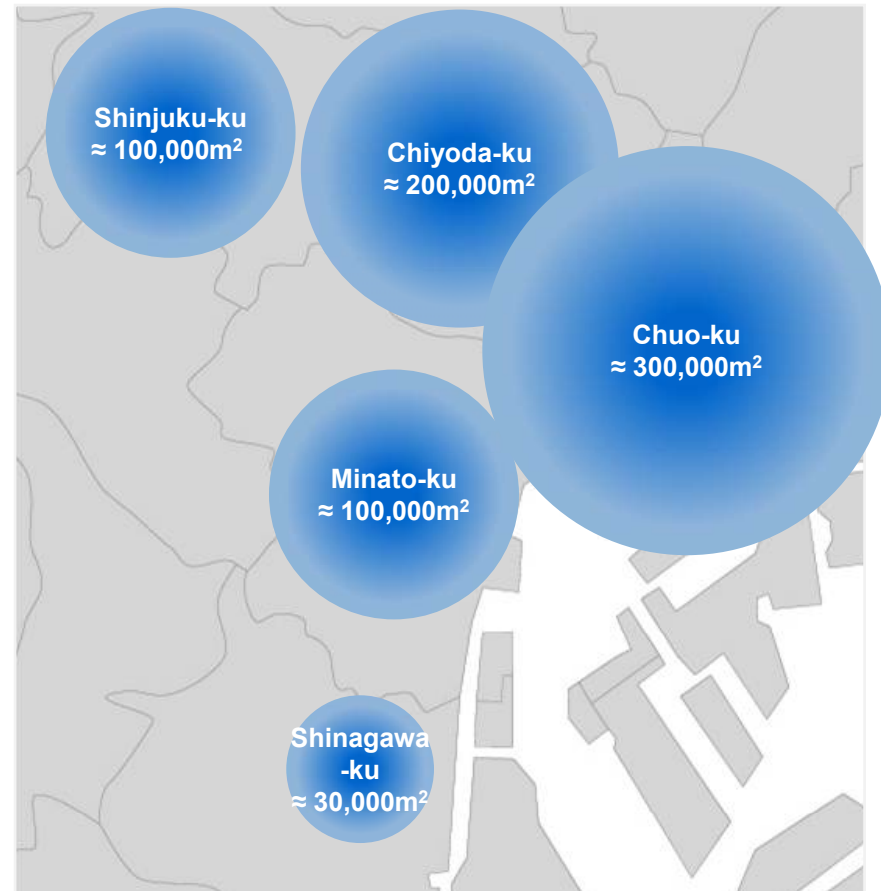 Shinjuku-ku
≈ 100,000m²
Chiyoda-ku
≈ 200,000m²
Chuo-ku
≈ 300,000m²
Minato-ku
≈ 100,000m²
Shinagawa
-ku
≈ 30,000m²